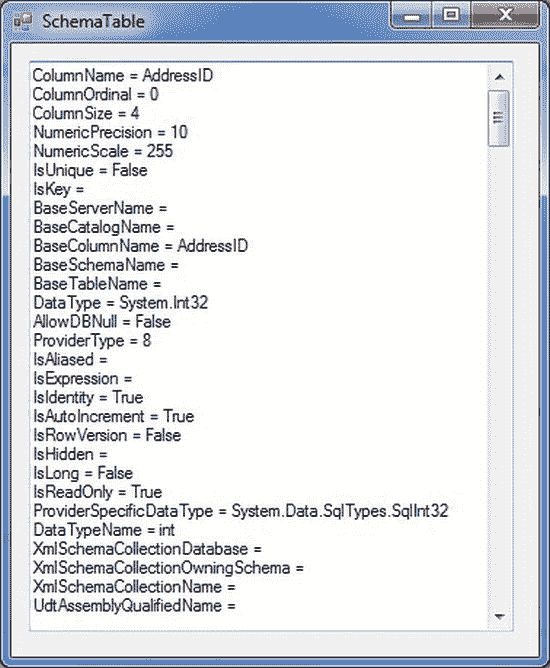 SchemaTable
ColumnName = AddressID
ColumnOrdinal = 0
ColumnSize = 4
NumericPrecision = 10
NumericScale = 255
IsUnique = False
IsKey =
BaseServerName =
BaseCatalogName =
BaseColumnName = AddressID
BaseSchemaName =
BaseTableName =
DataType = System.Int32
AllowDBNull = False
ProviderType = 8
IsAliased =
IsExpression =
IsIdentity = True
IsAutoIncrement = True
IsRowVersion = False
IsHidden =
IsLong = False
IsReadOnly = True
ProviderSpecificDataType = System.Data.SqlTypes.SqlInt32
DataTypeName = int
XmlSchemaCollectionDatabase =
XmlSchemaCollectionOwningSchema =
XmlSchemaCollectionName =
UdtAssemblyQualifiedName =